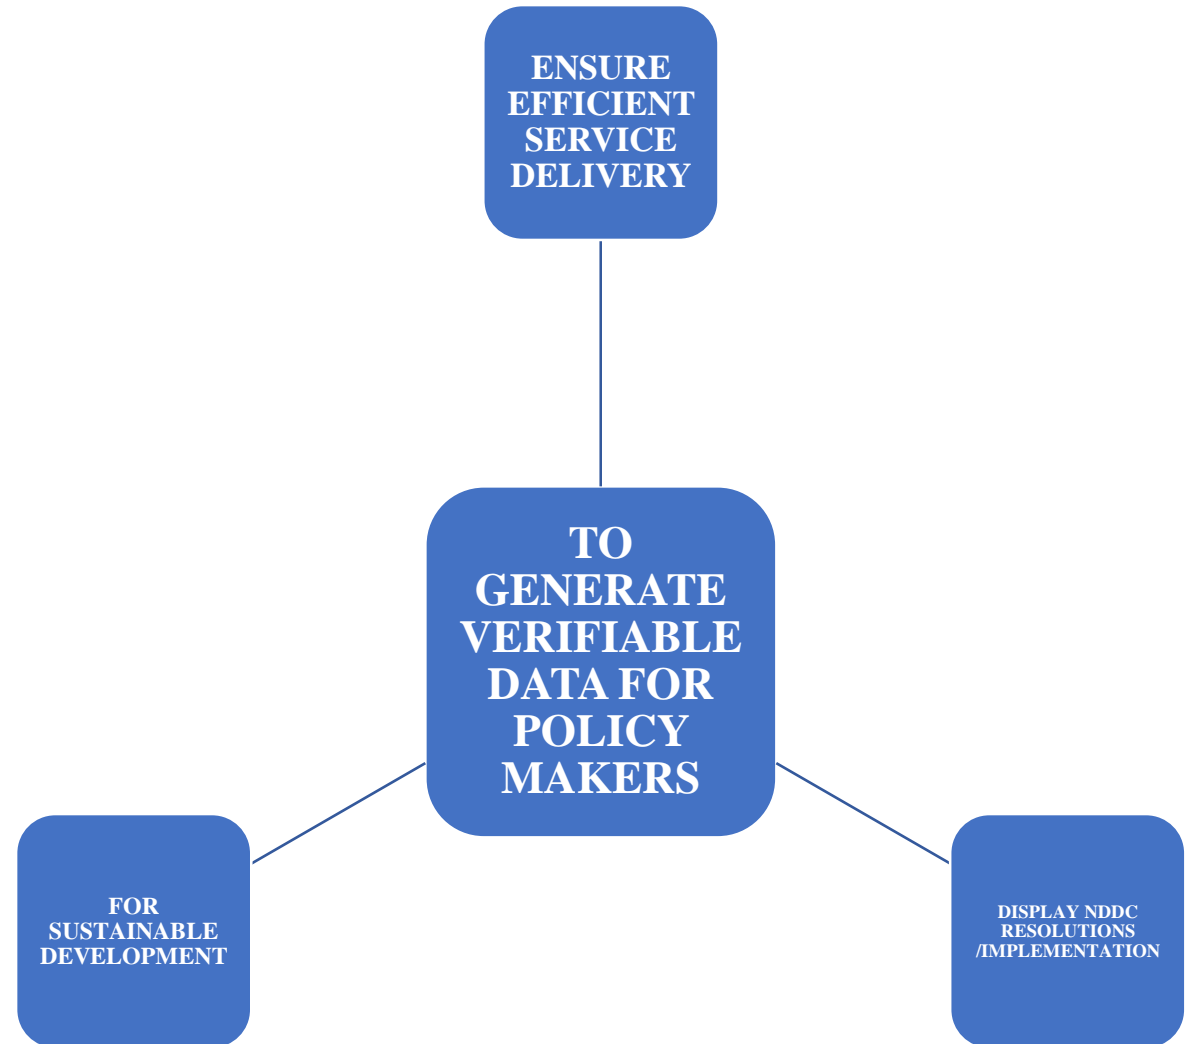 ENSURE
EFFICIENT
SERVICE
DELIVERY
TO
GENERATE
VERIFIABLE
DATA FOR
POLICY
MAKERS
FOR
SUSTAINABLE
DEVELOPMENT
DISPLAY NDDC
RESOLUTIONS
/IMPLEMENTATION